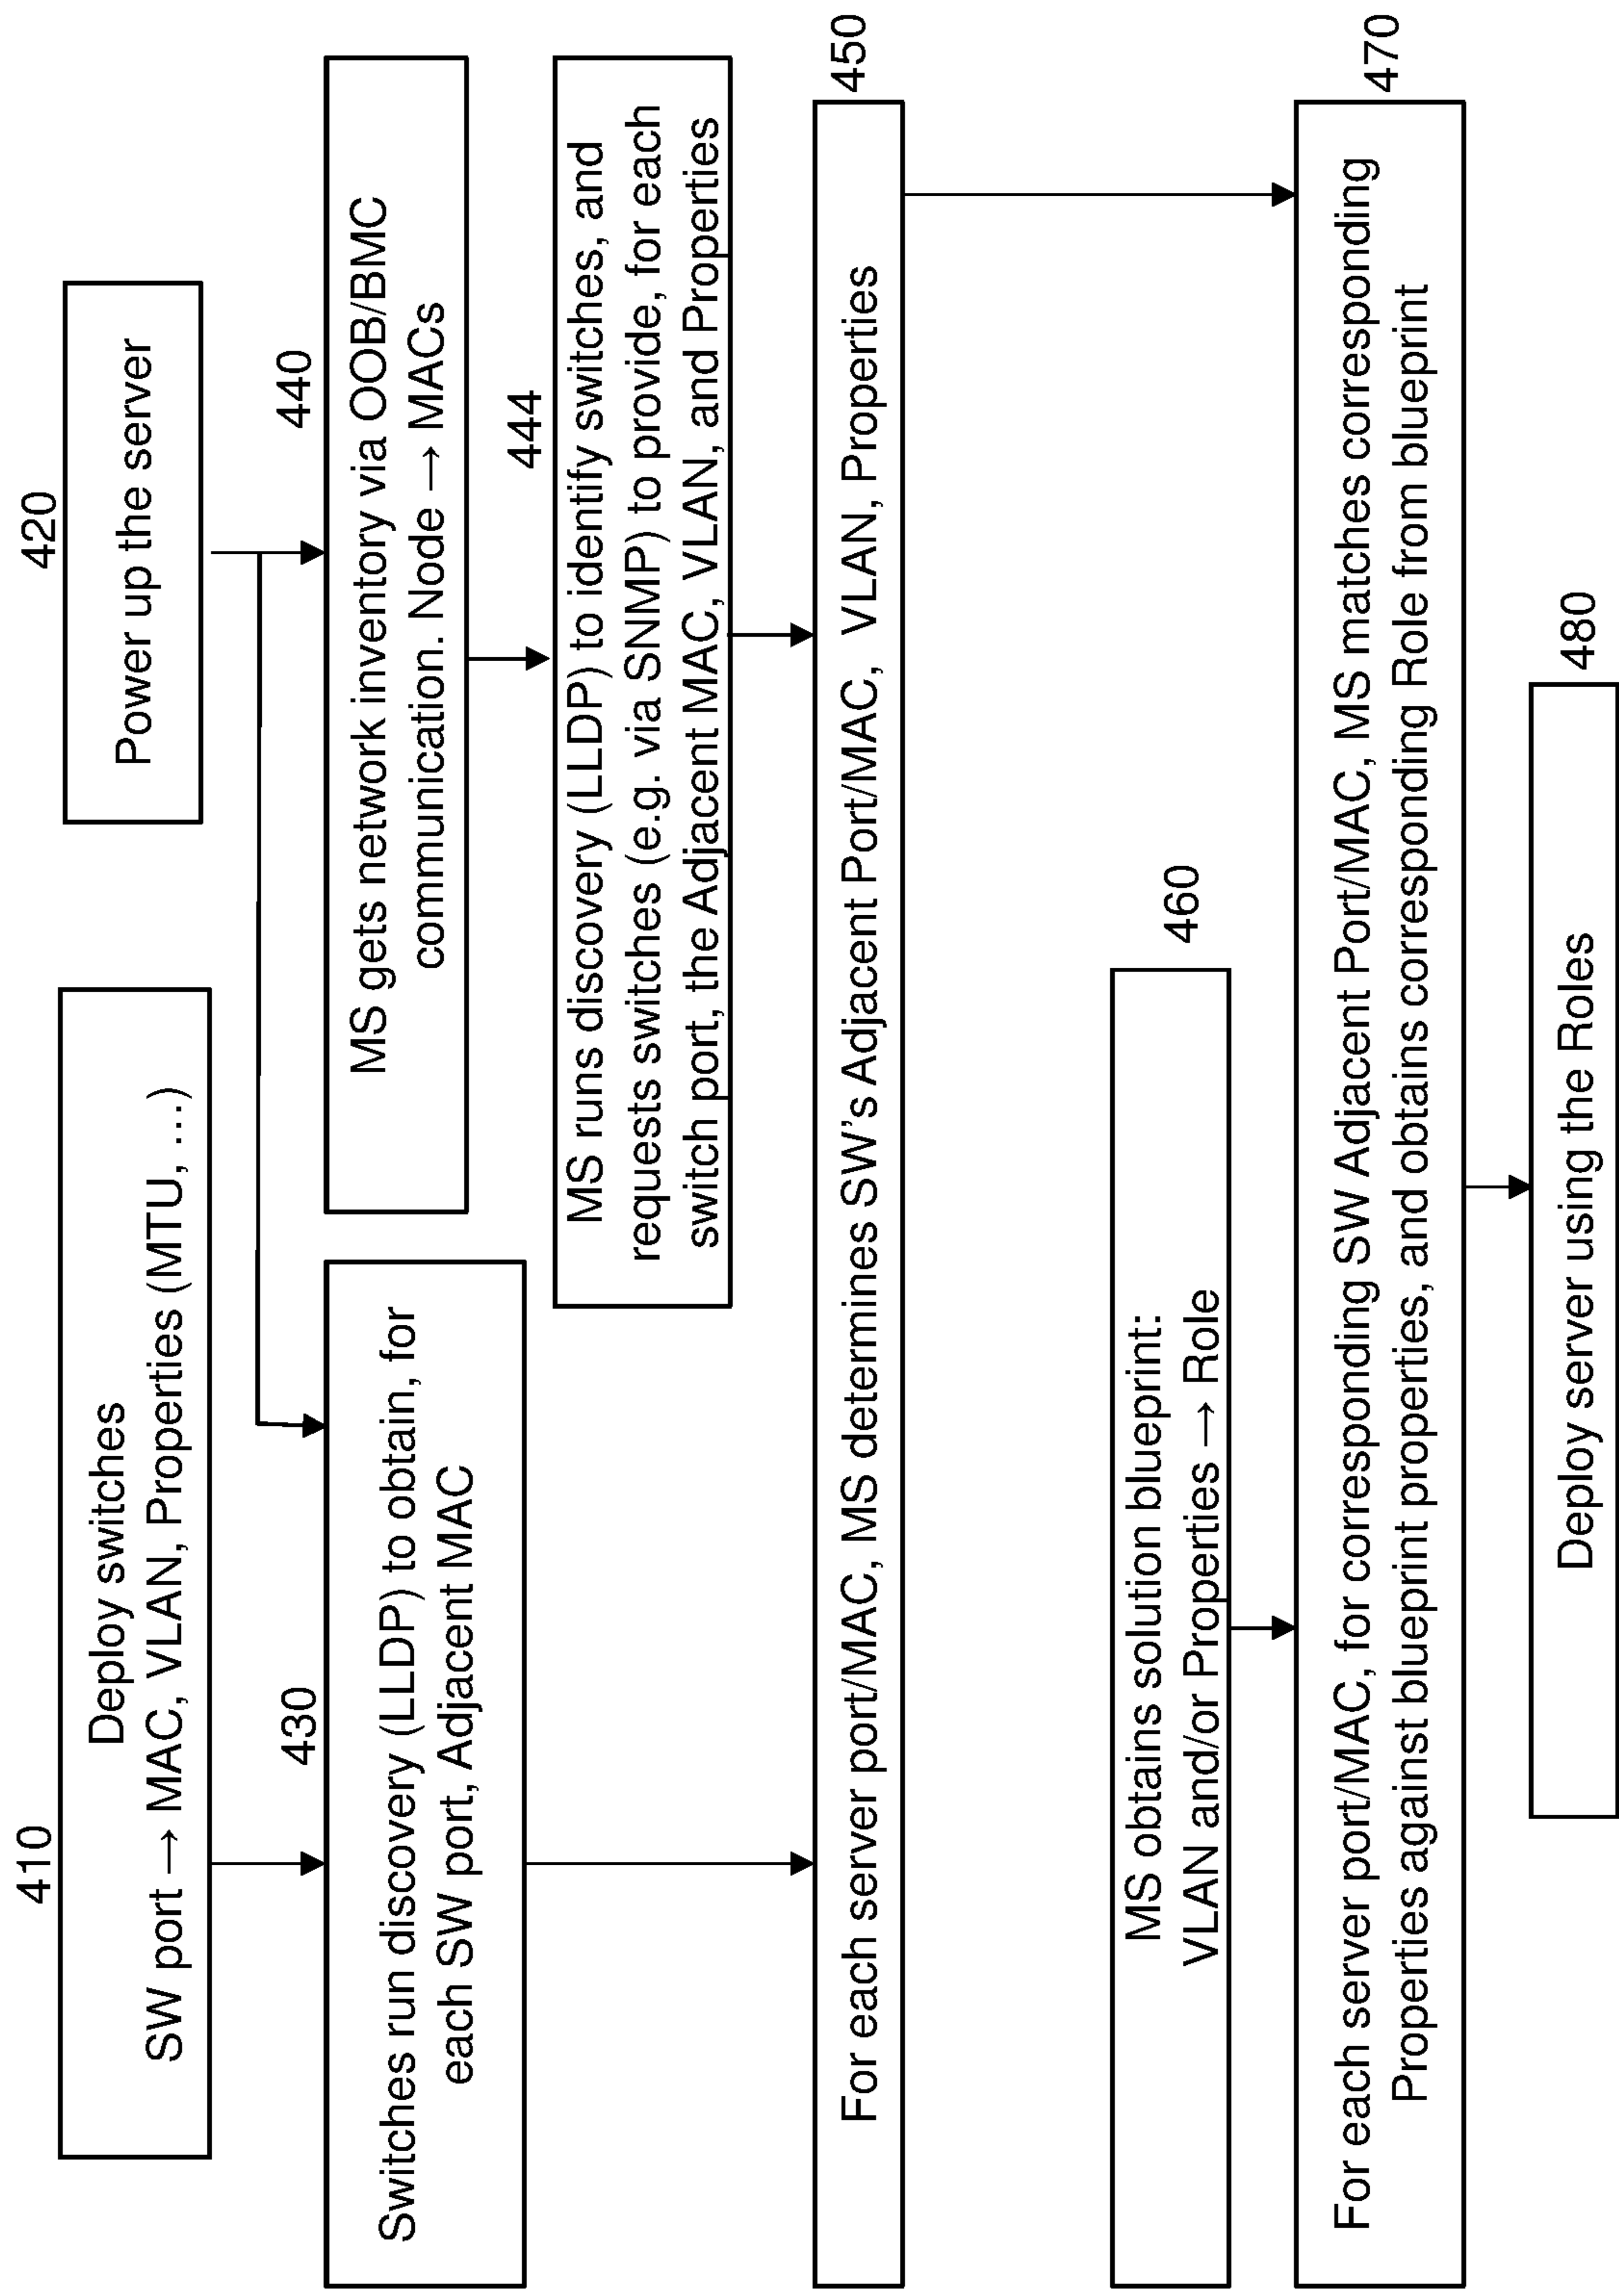 410
Deploy switches
SW port → MAC, VLAN, Properties (MTU, …)
420
Power up the server
430
Switches run discovery (LLDP) to obtain, for
each SW port, Adjacent MAC
440
MS gets network inventory via OOB/BMC
communication. Node → MACs
444
MS runs discovery (LLDP) to identify switches, and
requests switches (e.g. via SNMP) to provide, for each
switch port, the Adjacent MAC, VLAN, and Properties
450
For each server port/MAC, MS determines SW’s Adjacent Port/MAC, VLAN, Properties
460
MS obtains solution blueprint:
VLAN and/or Properties → Role
470
For each server port/MAC, for corresponding SW Adjacent Port/MAC, MS matches corresponding
Properties against blueprint properties, and obtains corresponding Role from blueprint
480
Deploy server using the Roles